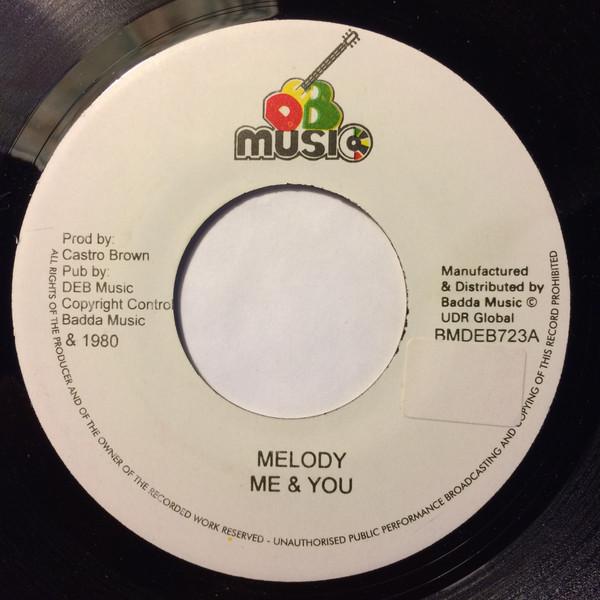 DEB
MUSIC
Prod by:
Castro Brown
Pub by:
DEB Music
Copyright Control
Badda Music
& 1980
Manufactured
& Distributed by
Badda Music ©
UDR Global
BMDEB723A
MELODY
ME & YOU
ALL RIGHTS OF THE PRODUCER AND OF THE OWNER OF THE RECORDED WORK RESERVED - UNAUTHORISED PUBLIC PERFORMANCE BROADCASTING AND COPYING OF THIS RECORD PROHIBITED